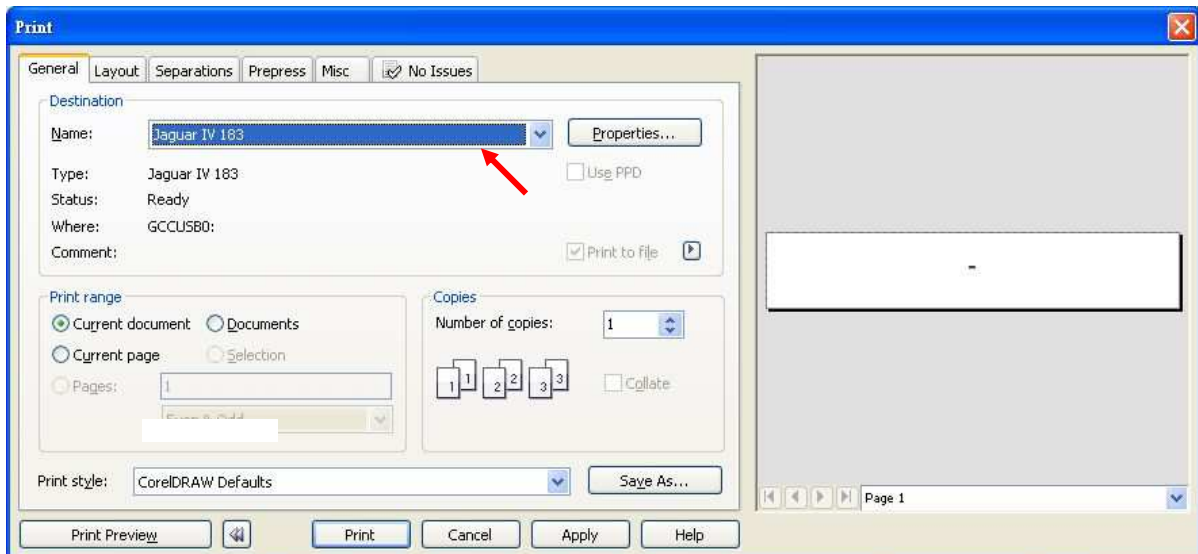 Print
General Layout Separations Prepress Misc No Issues
Destination
Name: Jaguar IV 183 Properties...
Type: Jaguar IV 183 Use PPD
Status: Ready
Where: GCCUSB0:
Comment: Print to file
Print range
Current document Documents
Current page Selection
Pages: 1
Copies
Number of copies: 1
1 1 2 2 3 3 Collate
Print style: CorelDRAW Defaults Save As...
Page 1
Print Preview Print Cancel Apply Help